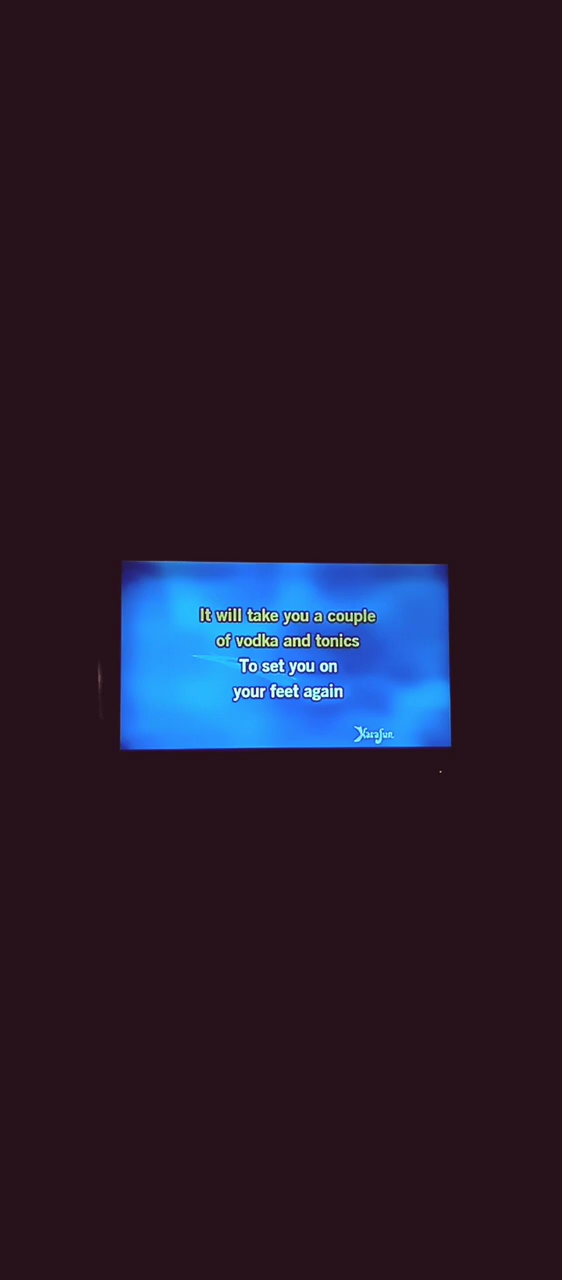 It will take you a couple
of vodka and tonics
To set you on
your feet again
KaraFun